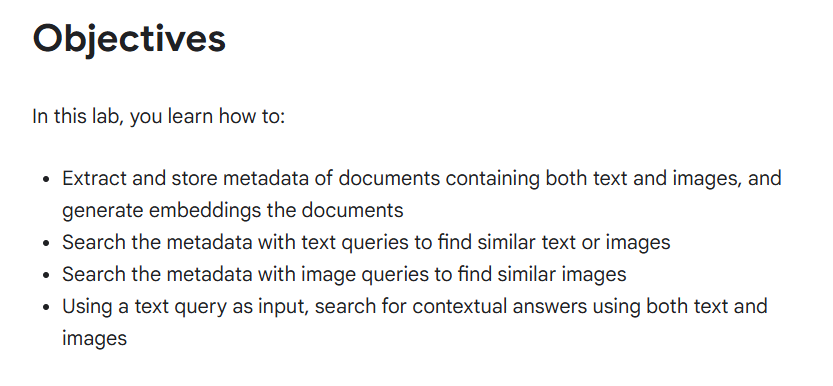 Objectives
In this lab, you learn how to:
• Extract and store metadata of documents containing both text and images, and
generate embeddings the documents
• Search the metadata with text queries to find similar text or images
• Search the metadata with image queries to find similar images
• Using a text query as input, search for contextual answers using both text and
images